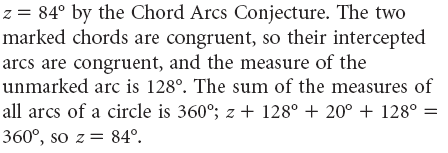 z = 84° by the Chord Arcs Conjecture. The two
marked chords are congruent, so their intercepted
arcs are congruent, and the measure of the
unmarked arc is 128°. The sum of the measures of
all arcs of a circle is 360°; z + 128° + 20° + 128° =
360°, so z = 84°.